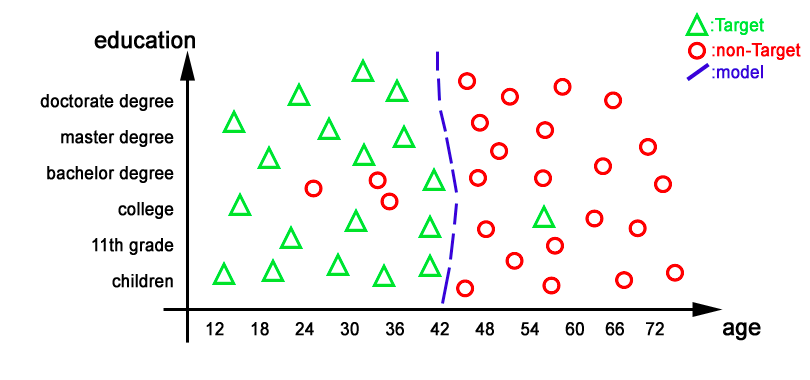 :Target
:non-Target
:model
education
doctorate degree
master degree
bachelor degree
college
11th grade
children
12 18 24 30 36 42 48 54 60 66 72
age